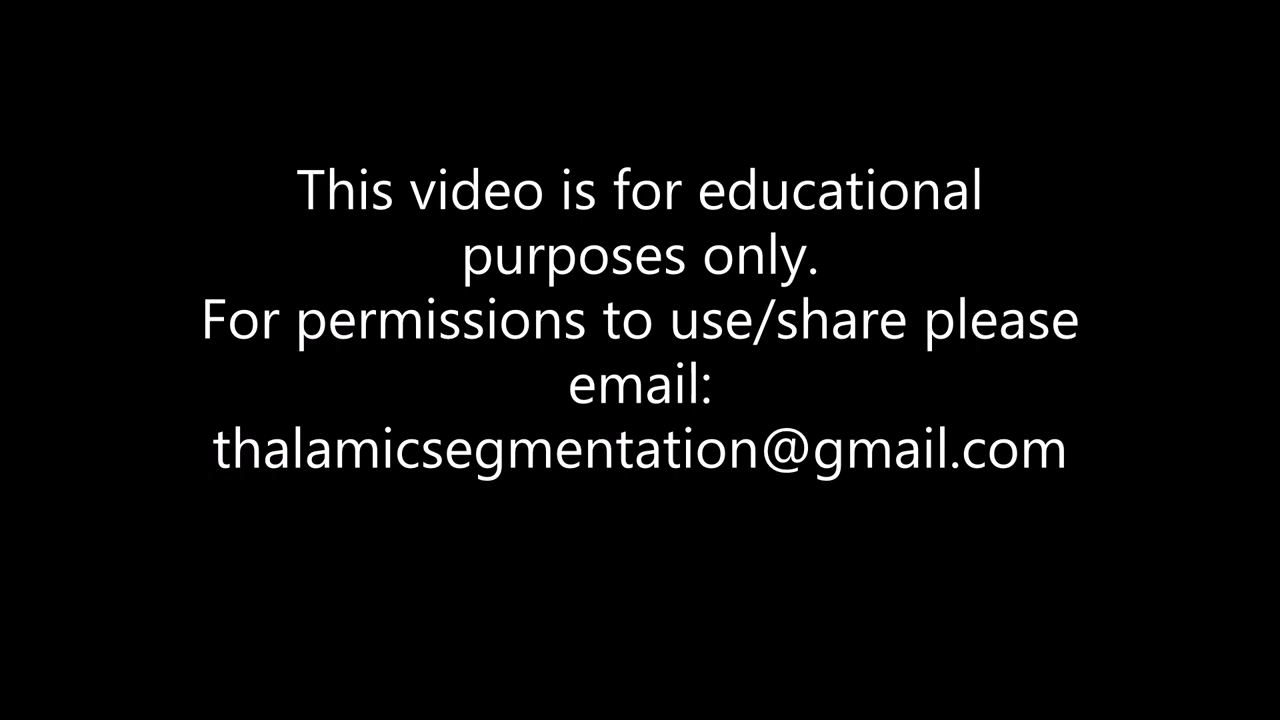 This video is for educational
purposes only.
For permissions to use/share please
email:
thalamicsegmentation@gmail.com